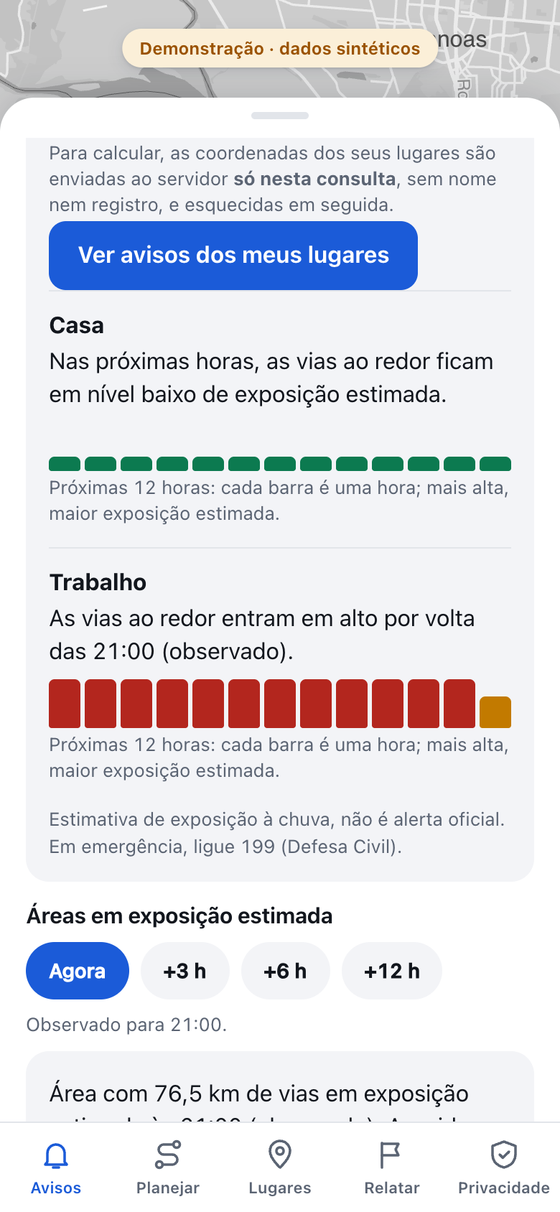 noas
Demonstração · dados sintéticos
Para calcular, as coordenadas dos seus lugares são
enviadas ao servidor só nesta consulta, sem nome
nem registro, e esquecidas em seguida.
Ver avisos dos meus lugares
Casa
Nas próximas horas, as vias ao redor ficam
em nível baixo de exposição estimada.
Próximas 12 horas: cada barra é uma hora; mais alta,
maior exposição estimada.
Trabalho
As vias ao redor entram em alto por volta
das 21:00 (observado).
Próximas 12 horas: cada barra é uma hora; mais alta,
maior exposição estimada.
Estimativa de exposição à chuva, não é alerta oficial.
Em emergência, ligue 199 (Defesa Civil).
Áreas em exposição estimada
Agora
+3 h
+6 h
+12 h
Observado para 21:00.
Área com 76,5 km de vias em exposição
Avisos
Planejar
Lugares
Relatar
Privacidade